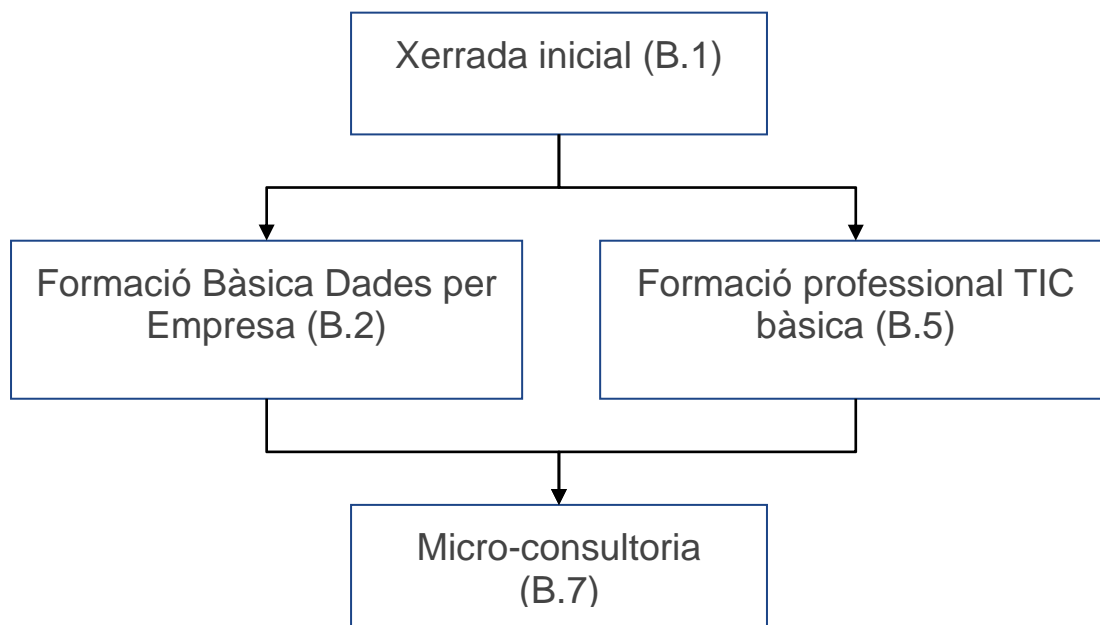 Xerrada inicial (B.1)
Formació Bàsica Dades per
Empresa (B.2)
Formació professional TIC
bàsica (B.5)
Micro-consultoria
(B.7)